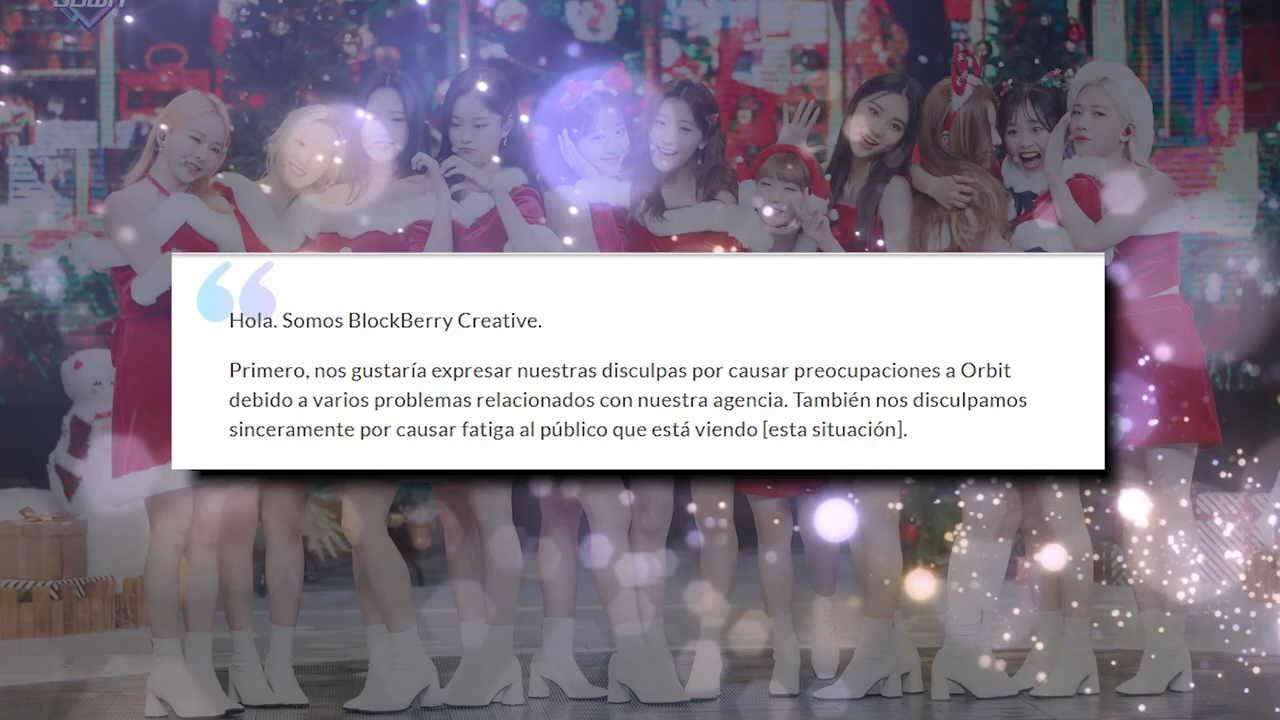 DOWN
Hola. Somos BlockBerry Creative.
Primero, nos gustaría expresar nuestras disculpas por causar preocupaciones a Orbit
debido a varios problemas relacionados con nuestra agencia. También nos disculpamos
sinceramente por causar fatiga al público que está viendo [esta situación].